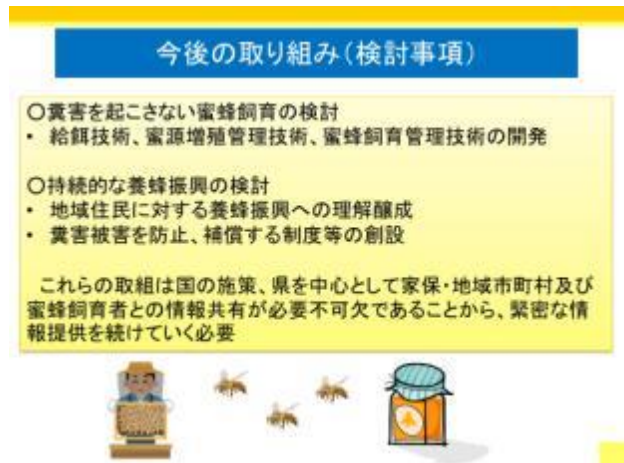 今後の取り組み(検討事項)
〇糞害を起こさない蜜蜂飼育の検討
• 給餌技術、蜜源増殖管理技術、蜜蜂飼育管理技術の開発
〇持続的な養蜂振興の検討
• 地域住民に対する養蜂振興への理解醸成
• 糞害被害を防止、補償する制度等の創設
これらの取組は国の施策、県を中心として家保・地域市町村及び
蜜蜂飼育者との情報共有が必要不可欠であることから、緊密な情
報提供を続けていく必要